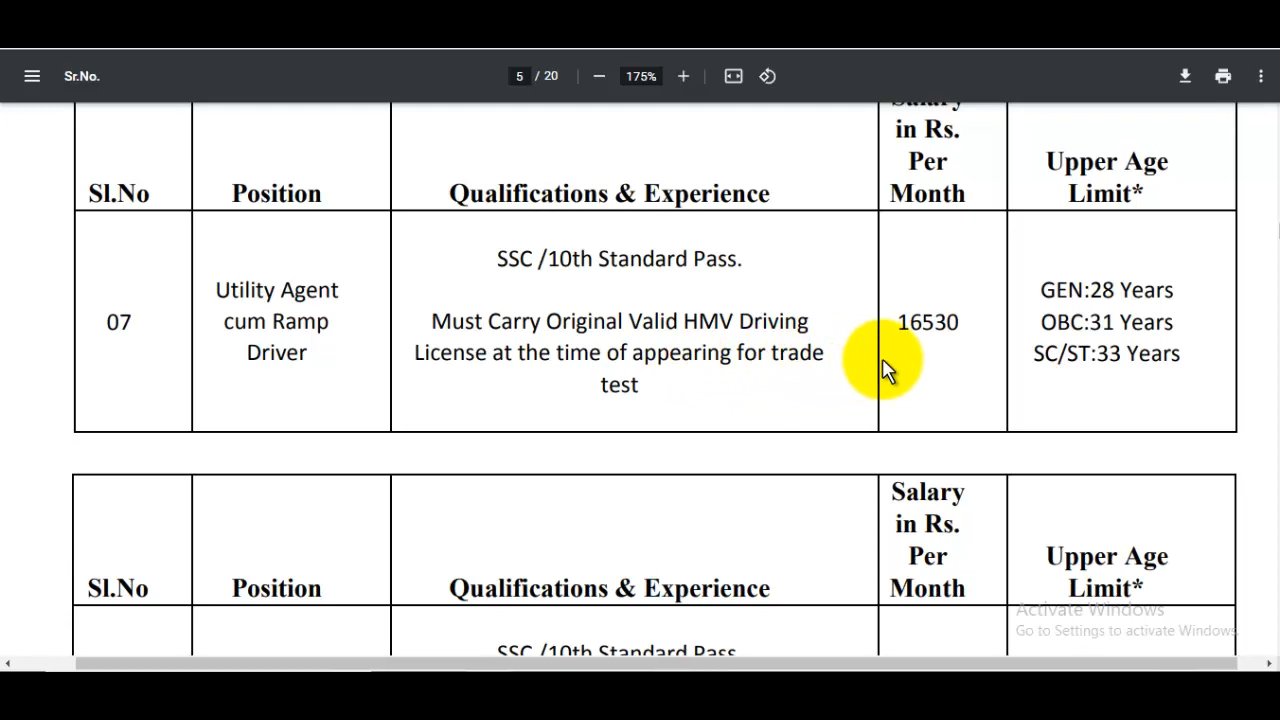 Sr.No.
5 / 20
175%
Salary
in Rs.
Per
Month
Upper Age
Limit*
Sl.No
Position
Qualifications & Experience
07
Utility Agent
cum Ramp
Driver
SSC /10th Standard Pass.
Must Carry Original Valid HMV Driving
License at the time of appearing for trade
test
16530
GEN:28 Years
OBC:31 Years
SC/ST:33 Years
Salary
in Rs.
Per
Month
Upper Age
Limit*
Sl.No
Position
Qualifications & Experience
SSC /10th Standard Pass.
Activate Windows
Go to Settings to activate Windows.